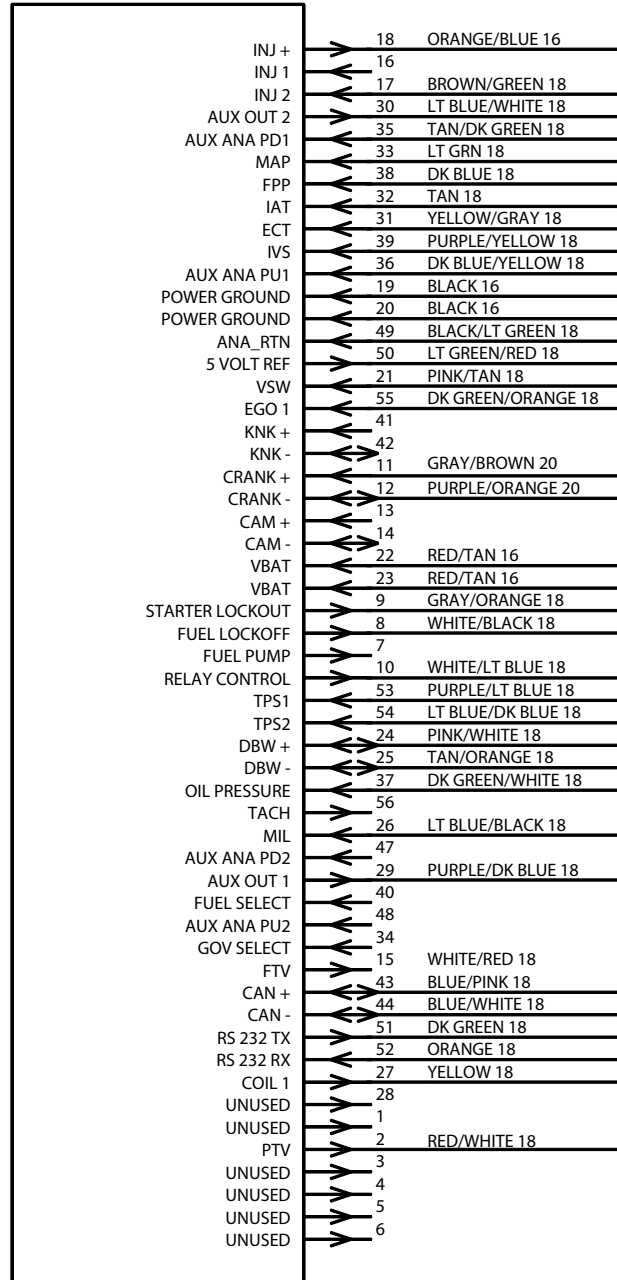 INJ + 18 ORANGE/BLUE 16
INJ 1 16
INJ 2 17 BROWN/GREEN 18
AUX OUT 2 30 LT BLUE/WHITE 18
AUX ANA PD1 35 TAN/DK GREEN 18
MAP 33 LT GRN 18
FPP 38 DK BLUE 18
IAT 32 TAN 18
ECT 31 YELLOW/GRAY 18
IVS 39 PURPLE/YELLOW 18
AUX ANA PU1 36 DK BLUE/YELLOW 18
POWER GROUND 19 BLACK 16
POWER GROUND 20 BLACK 16
ANA_RTN 49 BLACK/LT GREEN 18
5 VOLT REF 50 LT GREEN/RED 18
VSW 21 PINK/TAN 18
EGO 1 55 DK GREEN/ORANGE 18
KNK + 41
KNK - 42
CRANK + 11 GRAY/BROWN 20
CRANK - 12 PURPLE/ORANGE 20
CAM + 13
CAM - 14
VBAT 22 RED/TAN 16
VBAT 23 RED/TAN 16
STARTER LOCKOUT 9 GRAY/ORANGE 18
FUEL LOCKOFF 8 WHITE/BLACK 18
FUEL PUMP 7
RELAY CONTROL 10 WHITE/LT BLUE 18
TPS1 53 PURPLE/LT BLUE 18
TPS2 54 LT BLUE/DK BLUE 18
DBW + 24 PINK/WHITE 18
DBW - 25 TAN/ORANGE 18
OIL PRESSURE 37 DK GREEN/WHITE 18
TACH 56
MIL 26 LT BLUE/BLACK 18
AUX ANA PD2 47
AUX OUT 1 29 PURPLE/DK BLUE 18
FUEL SELECT 40
AUX ANA PU2 48
GOV SELECT 34
FTV 15 WHITE/RED 18
CAN + 43 BLUE/PINK 18
CAN - 44 BLUE/WHITE 18
RS 232 TX 51 DK GREEN 18
RS 232 RX 52 ORANGE 18
COIL 1 27 YELLOW 18
UNUSED 28
UNUSED 1
PTV 2 RED/WHITE 18
UNUSED 3
UNUSED 4
UNUSED 5
UNUSED 6